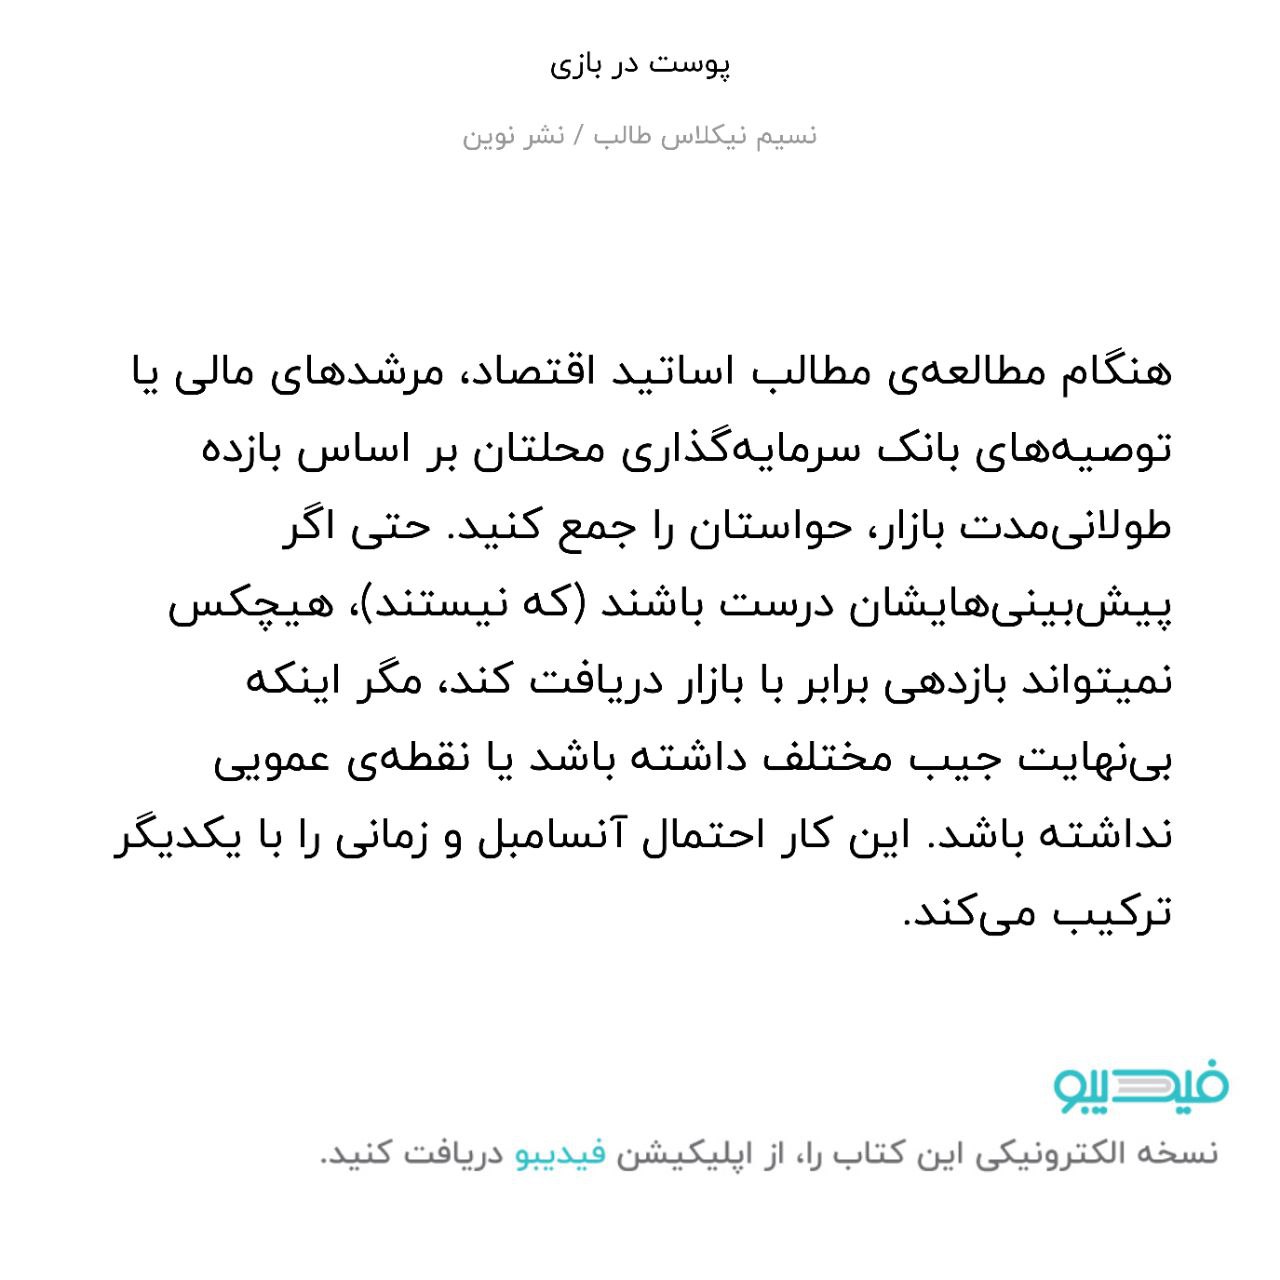 پوست در بازی
نسیم نیکلاس طالب / نشر نوین
هنگام مطالعه‌ی مطالب اساتید اقتصاد، مرشدهای مالی یا
توصیه‌های بانک سرمایه‌گذاری محلتان بر اساس بازده
طولانی‌مدت بازار، حواستان را جمع کنید. حتی اگر
پیش‌بینی‌هایشان درست باشند (که نیستند)، هیچکس
نمیتواند بازدهی برابر با بازار دریافت کند، مگر اینکه
بی‌نهایت جیب مختلف داشته باشد یا نقطه‌ی عمویی
نداشته باشد. این کار احتمال آنسامبل و زمانی را با یکدیگر
ترکیب می‌کند.
فیدیبو
نسخه الکترونیکی این کتاب را، از اپلیکیشن فیدیبو دریافت کنید.